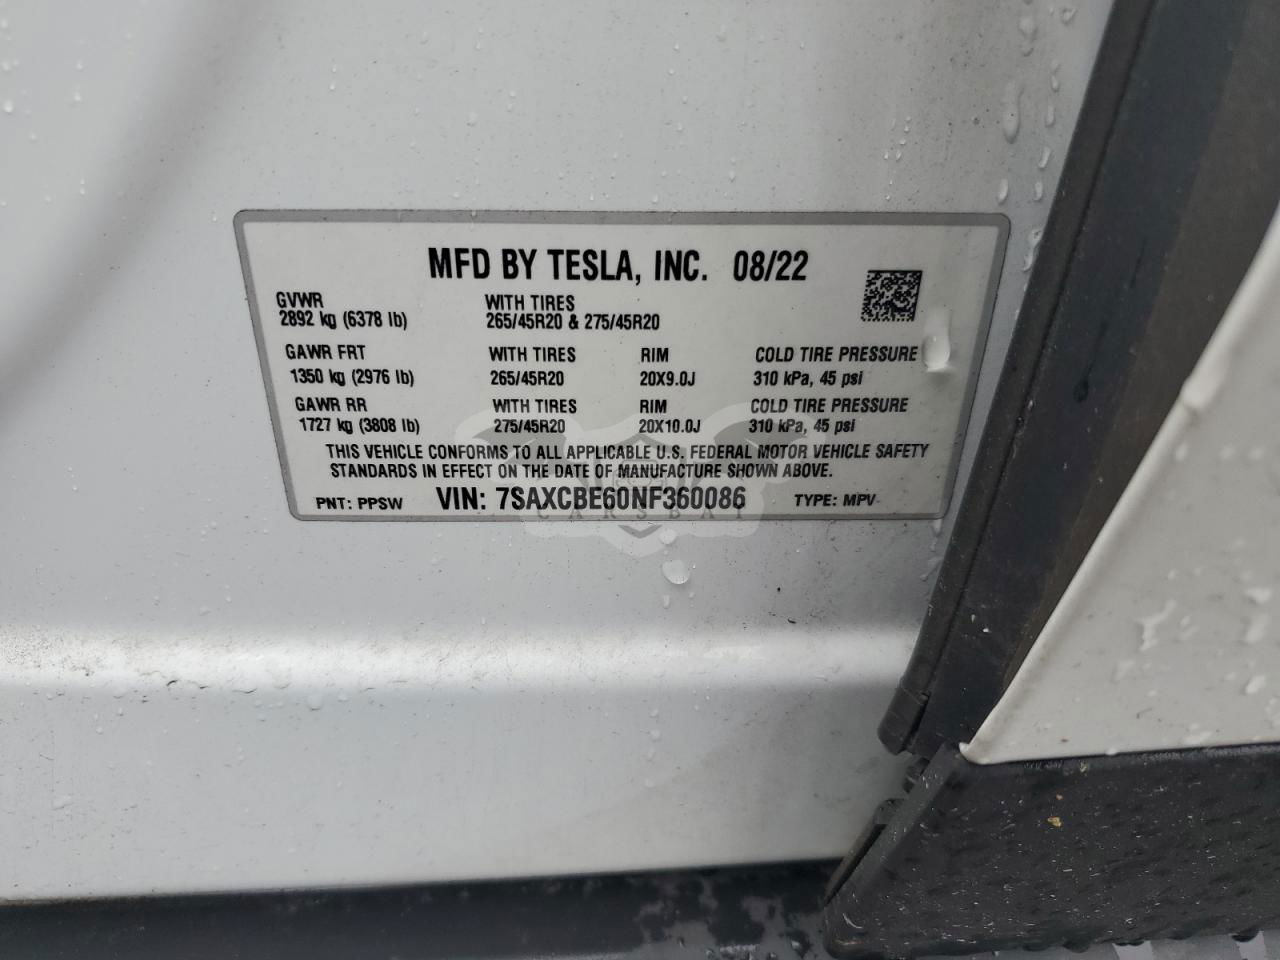 MFD BY TESLA, INC. 08/22
GVWR WITH TIRES
2892 kg (6378 lb) 265/45R20 & 275/45R20
GAWR FRT WITH TIRES RIM COLD TIRE PRESSURE
1350 kg (2976 lb) 265/45R20 20X9.0J 310 kPa, 45 psi
GAWR RR WITH TIRES RIM COLD TIRE PRESSURE
1727 kg (3808 lb) 275/45R20 20X10.0J 310 kPa, 45 psi
THIS VEHICLE CONFORMS TO ALL APPLICABLE U.S. FEDERAL MOTOR VEHICLE SAFETY
STANDARDS IN EFFECT ON THE DATE OF MANUFACTURE SHOWN ABOVE.
PNT: PPSW VIN: 7SAXCBE60NF360086 TYPE: MPV
CARSBAT